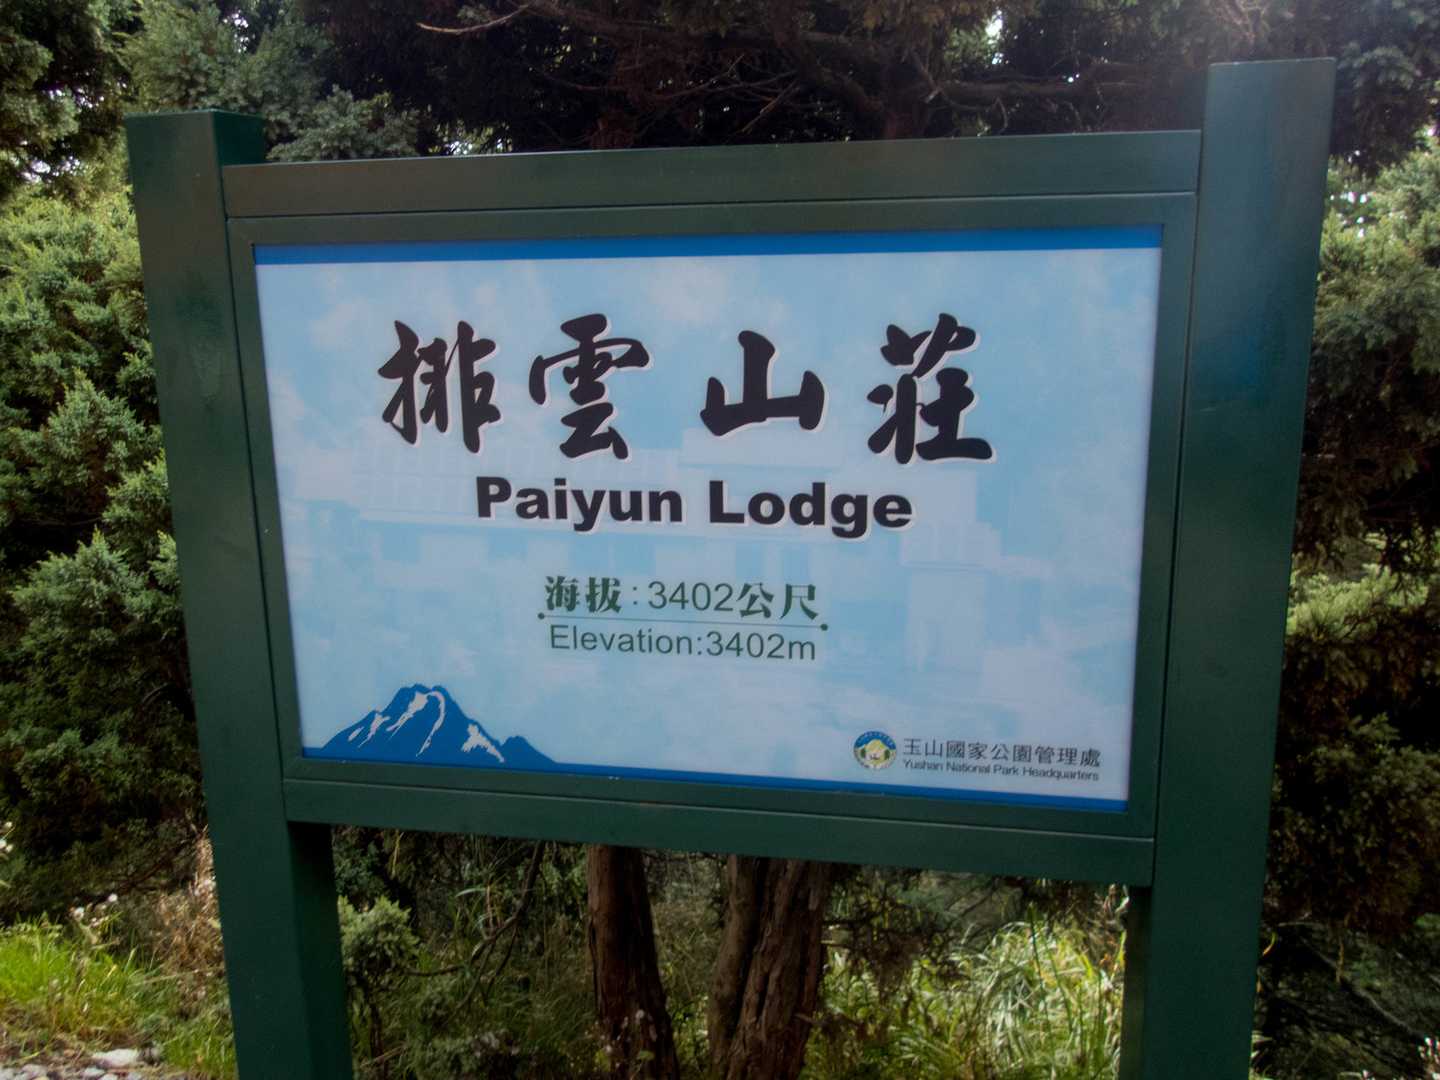 排雲山莊
Paiyun Lodge
海拔:3402公尺
Elevation:3402m
玉山國家公園管理處
Yushan National Park Headquarters